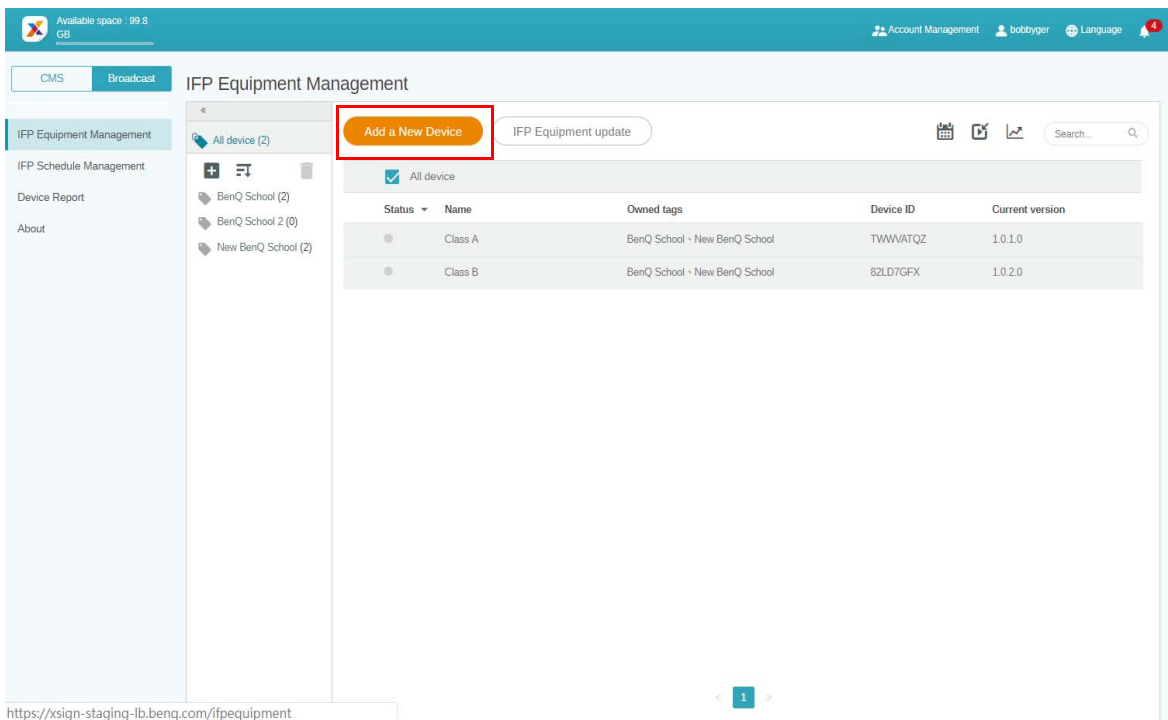 Available space : 99.8
GB
Account Management bobbyger Language 4
CMS Broadcast
IFP Equipment Management
IFP Equipment Management
IFP Schedule Management
Device Report
About
«
All device (2)
BenQ School (2)
BenQ School 2 (0)
New BenQ School (2)
Add a New Device IFP Equipment update Search...
All device
Status Name Owned tags Device ID Current version
Class A BenQ School、New BenQ School TWWVATQZ 1.0.1.0
Class B BenQ School、New BenQ School 82LD7GFX 1.0.2.0
< 1 >
https://xsign-staging-lb.benq.com/ifpequipment